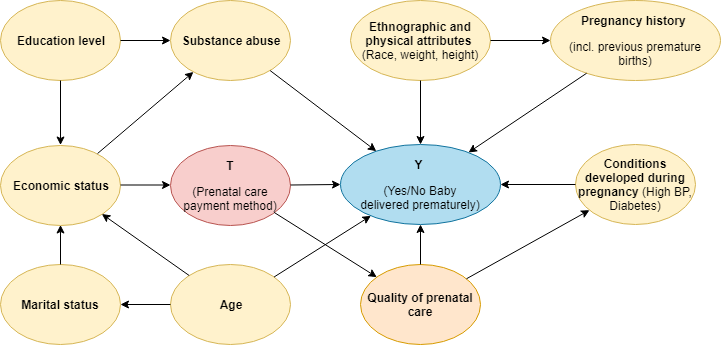 Education level
Substance abuse
Ethnographic and
physical attributes
(Race, weight, height)
Pregnancy history
(incl. previous premature
births)
Economic status
T
(Prenatal care
payment method)
Y
(Yes/No Baby
delivered prematurely)
Conditions
developed during
pregnancy (High BP,
Diabetes)
Marital status
Age
Quality of prenatal
care